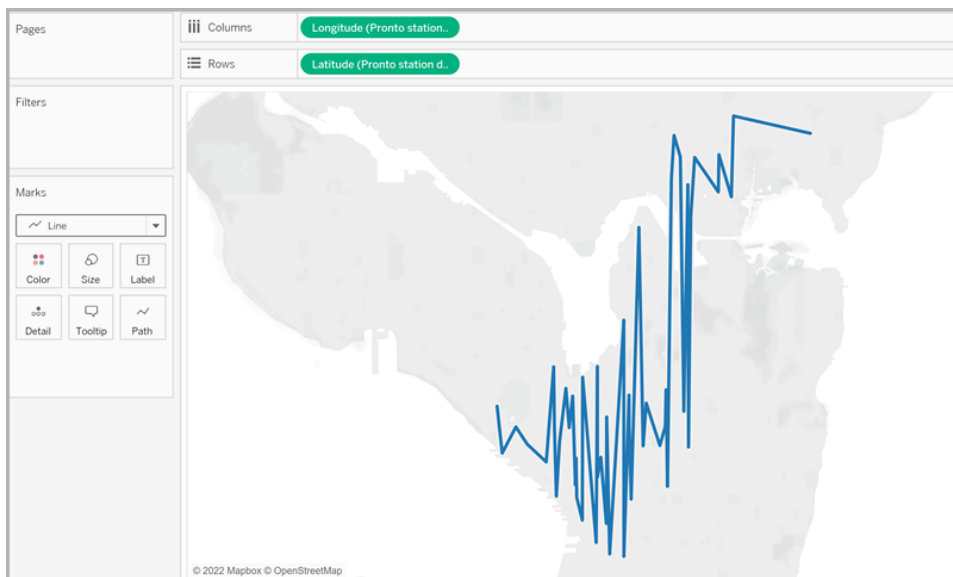 Pages
Columns
Longitude (Pronto station..
Rows
Latitude (Pronto station d..
Filters
Marks
Line
Color
Size
Label
Detail
Tooltip
Path
© 2022 Mapbox © OpenStreetMap